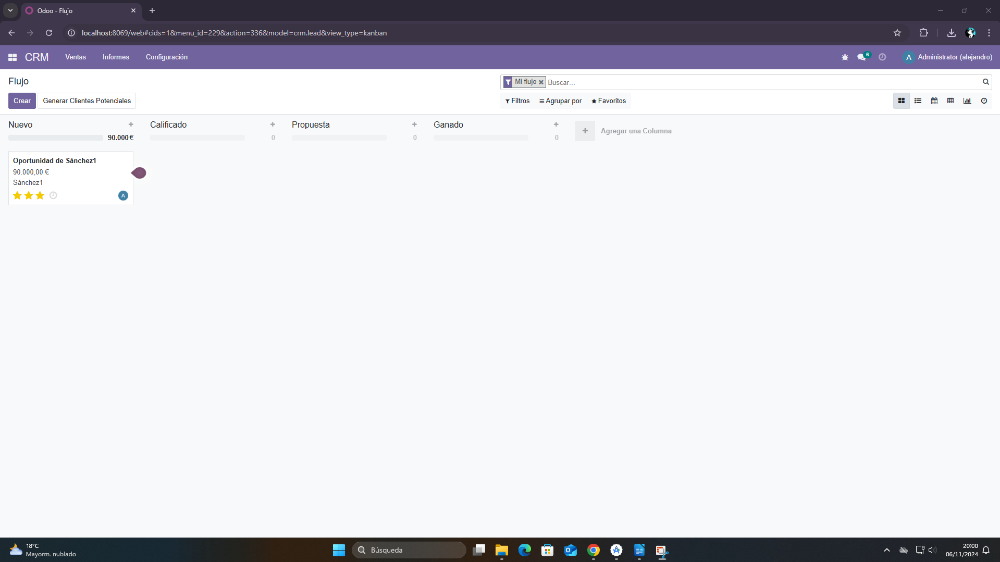 Odoo - Flujo
localhost:8069/web#cids=1&menu_id=229&action=336&model=crm.lead&view_type=kanban
CRM Ventas Informes Configuración 6 A Administrator (alejandro)
Flujo
Mi flujo Buscar...
Crear Generar Clientes Potenciales Filtros Agrupar por Favoritos
Nuevo Calificado Propuesta Ganado
Agregar una Columna
90.000€ 0 0 0
Oportunidad de Sánchez1
90.000,00 €
Sánchez1
A
18°C
Mayorm. nublado
Búsqueda
20:00
06/11/2024